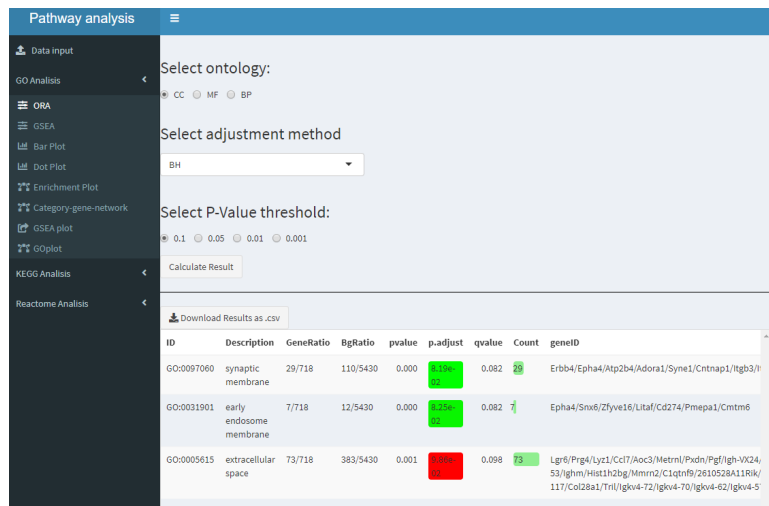 Pathway analysis
Data input
GO Analisis
ORA
GSEA
Bar Plot
Dot Plot
Enrichment Plot
Category-gene-network
GSEA plot
GOplot
KEGG Analisis
Reactome Analisis
Select ontology:
CC MF BP
Select adjustment method
BH
Select P-Value threshold:
0.1 0.05 0.01 0.001
Calculate Result
Download Results as .csv
ID Description GeneRatio BgRatio pvalue p.adjust qvalue Count geneID
GO:0097060 synaptic 29/718 110/5430 0.000 8.19e- 0.082 29 Erbb4/Epha4/Atp2b4/Adora1/Syne1/Cntnap1/Itgb3/
membrane 02
GO:0031901 early 7/718 12/5430 0.000 8.25e- 0.082 7 Epha4/Snx6/Zfyve16/Litaf/Cd274/Pmepa1/Cmtm6
endosome 02
membrane
GO:0005615 extracellular 73/718 383/5430 0.001 0.098 73 Lgr6/Prg4/Lyz1/Ccl7/Aoc3/Metrnl/Pxdn/Pgf/Igh-VX24/
space 02 53/Ighm/Hist1h2bg/Mmrn2/C1qtnf9/2610528A11Rik/
117/Col28a1/Tril/Igkv4-72/Igkv4-70/Igkv4-62/Igkv4-5